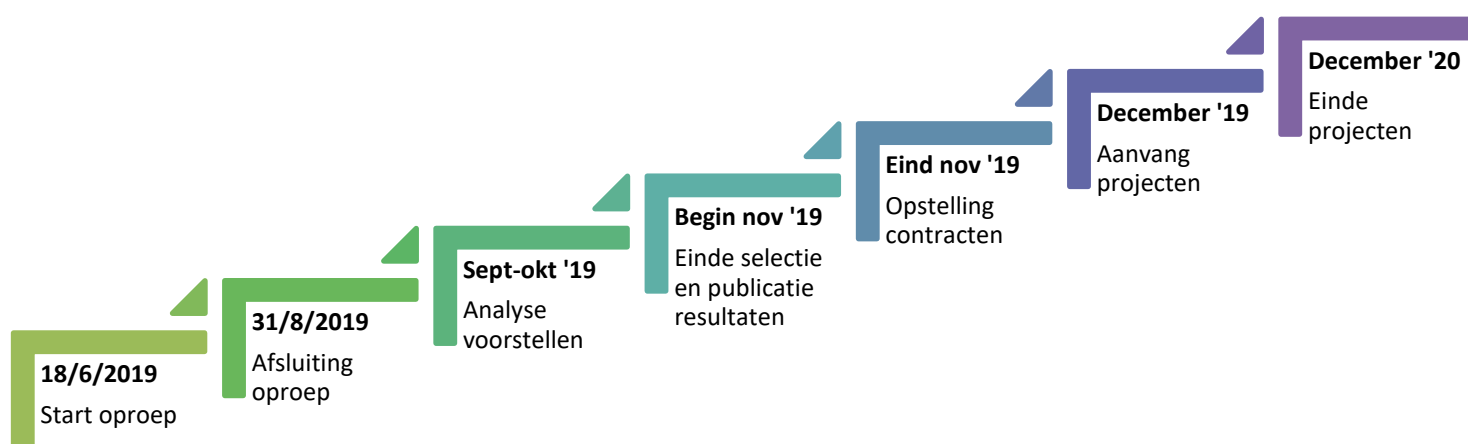 18/6/2019
Start oproep
31/8/2019
Afsluiting
oproep
Sept-okt '19
Analyse
voorstellen
Begin nov '19
Einde selectie
en publicatie
resultaten
Eind nov '19
Opstelling
contracten
December '19
Aanvang
projecten
December '20
Einde
projecten